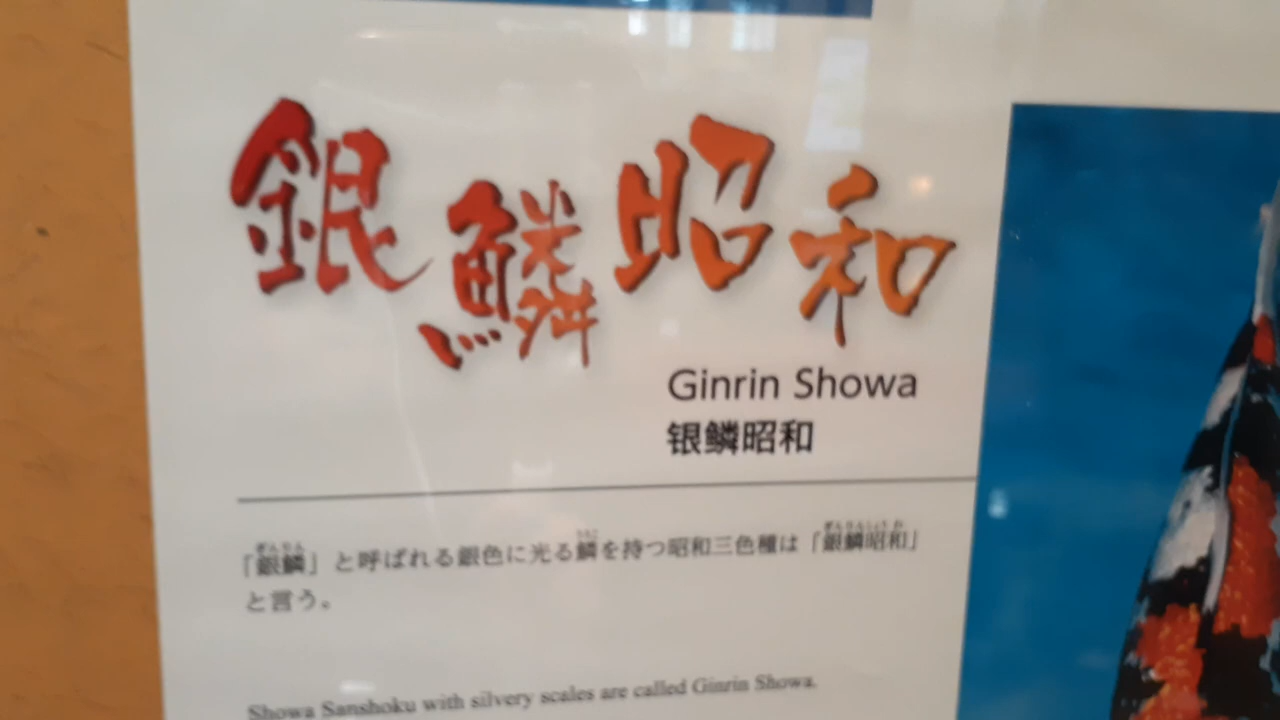 銀鱗昭和
Ginrin Showa
银鳞昭和
「銀鱗」と呼ばれる銀色に光る鱗を持つ昭和三色種は「銀鱗昭和」
と言う。
Showa Sanshoku with silvery scales are called Ginrin Showa.